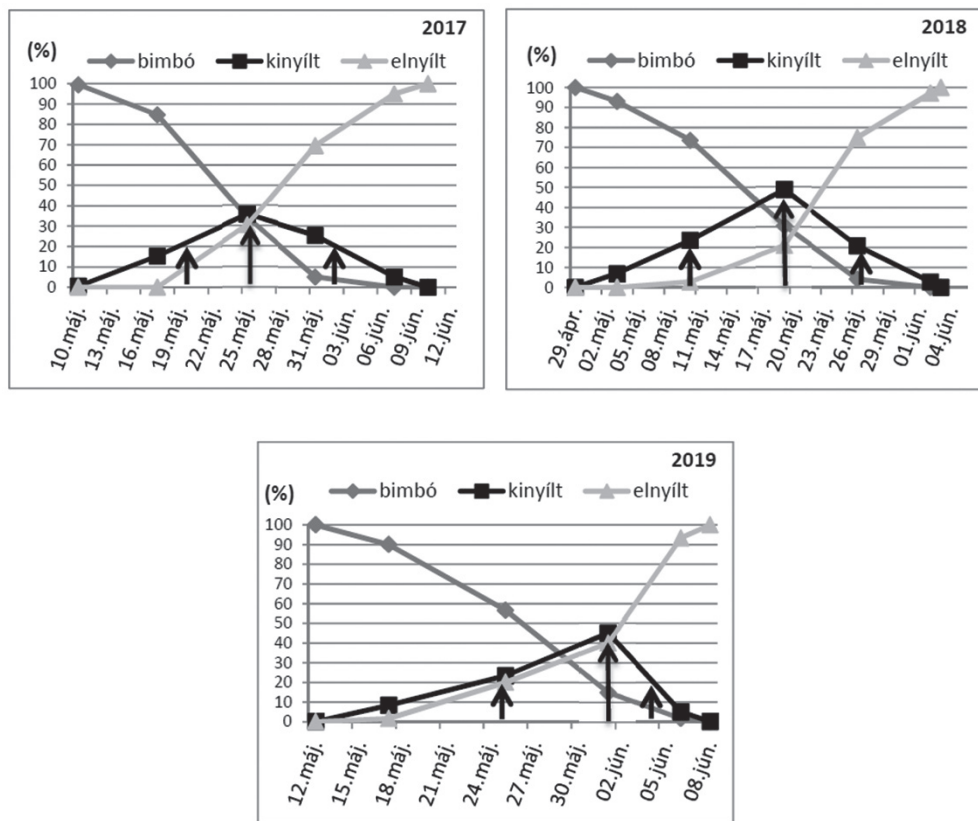 2017
(%)
bimbó kinyílt elnyílt
100
90
80
70
60
50
40
30
20
10
0
10.máj.
13.máj.
16.máj.
19.máj.
22.máj.
25.máj.
28.máj.
31.máj.
03.jún.
06.jún.
09.jún.
12.jún.
2018
(%)
bimbó kinyílt elnyílt
100
90
80
70
60
50
40
30
20
10
0
29.ápr.
02.máj.
05.máj.
08.máj.
11.máj.
14.máj.
17.máj.
20.máj.
23.máj.
26.máj.
29.máj.
01.jún.
04.jún.
2019
(%)
bimbó kinyílt elnyílt
100
90
80
70
60
50
40
30
20
10
0
12.máj.
15.máj.
18.máj.
21.máj.
24.máj.
27.máj.
30.máj.
02.jún.
05.jún.
08.jún.